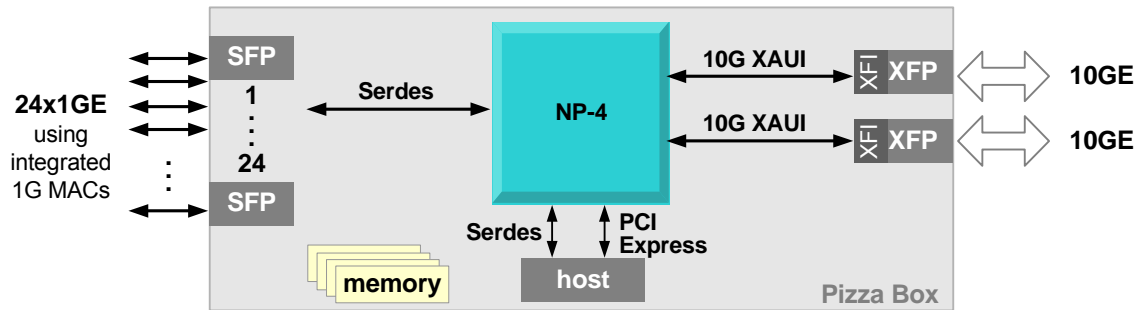 24x1GE
using
integrated
1G MACs
SFP
1
24
SFP
Serdes
NP-4
10G XAUI
XFI
XFP
10GE
10G XAUI
XFI
XFP
10GE
Serdes
PCI
Express
memory
host
Pizza Box